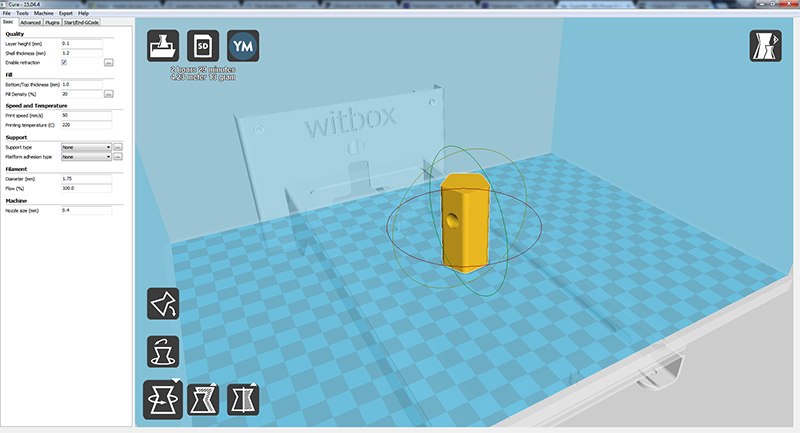 Cura - 15.04.4
File Tools Machine Expert Help
Basic Advanced Plugins Start/End-GCode
Quality
Layer height (mm) 0.1
Shell thickness (mm) 1.2
Enable retraction ...
Fill
Bottom/Top thickness (mm) 1.0
Fill Density (%) 20 ...
Speed and Temperature
Print speed (mm/s) 50
Printing temperature (C) 220
Support
Support type None ...
Platform adhesion type None ...
Filament
Diameter (mm) 1.75
Flow (%) 100.0
Machine
Nozzle size (mm) 0.4
SD
YM
2 hours 29 minutes
4.23 meter 13 gram
witbox